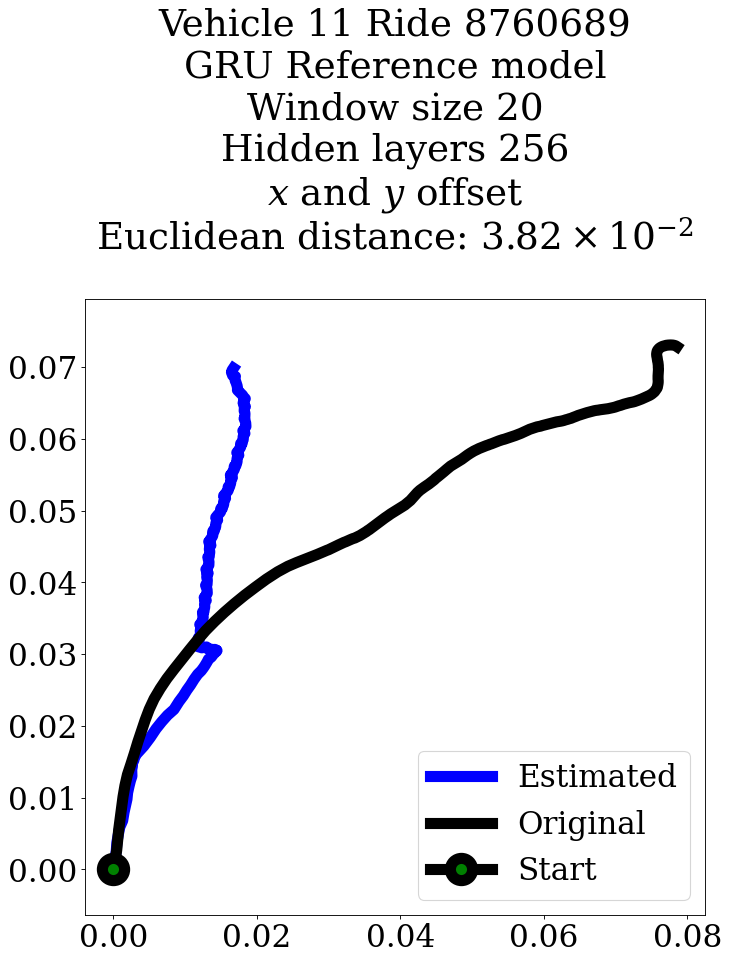 Vehicle 11 Ride 8760689
GRU Reference model
Window size 20
Hidden layers 256
x and y offset
Euclidean distance: 3.82 × 10⁻²
0.07
0.06
0.05
0.04
0.03
0.02
0.01
0.00
Estimated
Original
Start
0.00 0.02 0.04 0.06 0.08